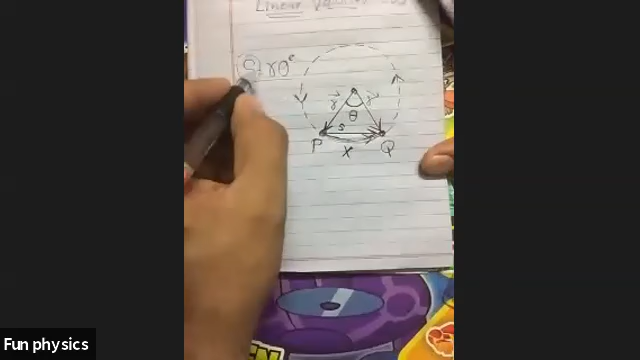 Linear
S rθ^c
r⃗ r⃗
θ
S
P X Q
Fun physics